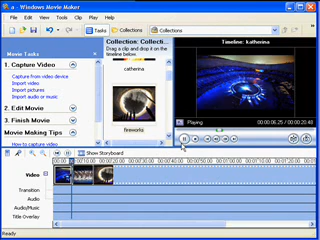 a - Windows Movie Maker
File Edit View Tools Clip Play Help
Tasks Collections Collections
Movie Tasks
1. Capture Video
Capture from video device
Import video
Import pictures
Import audio or music
2. Edit Movie
3. Finish Movie
Movie Making Tips
How to capture video
Collection: Collecti...
Drag a clip and drop it on the
timeline below.
catherina
fireworks
Timeline: katherina
Playing
0:00:06.25 / 0:00:20.48
Show Storyboard
Video
Transition
Audio
Audio/Music
Title Overlay
Ready